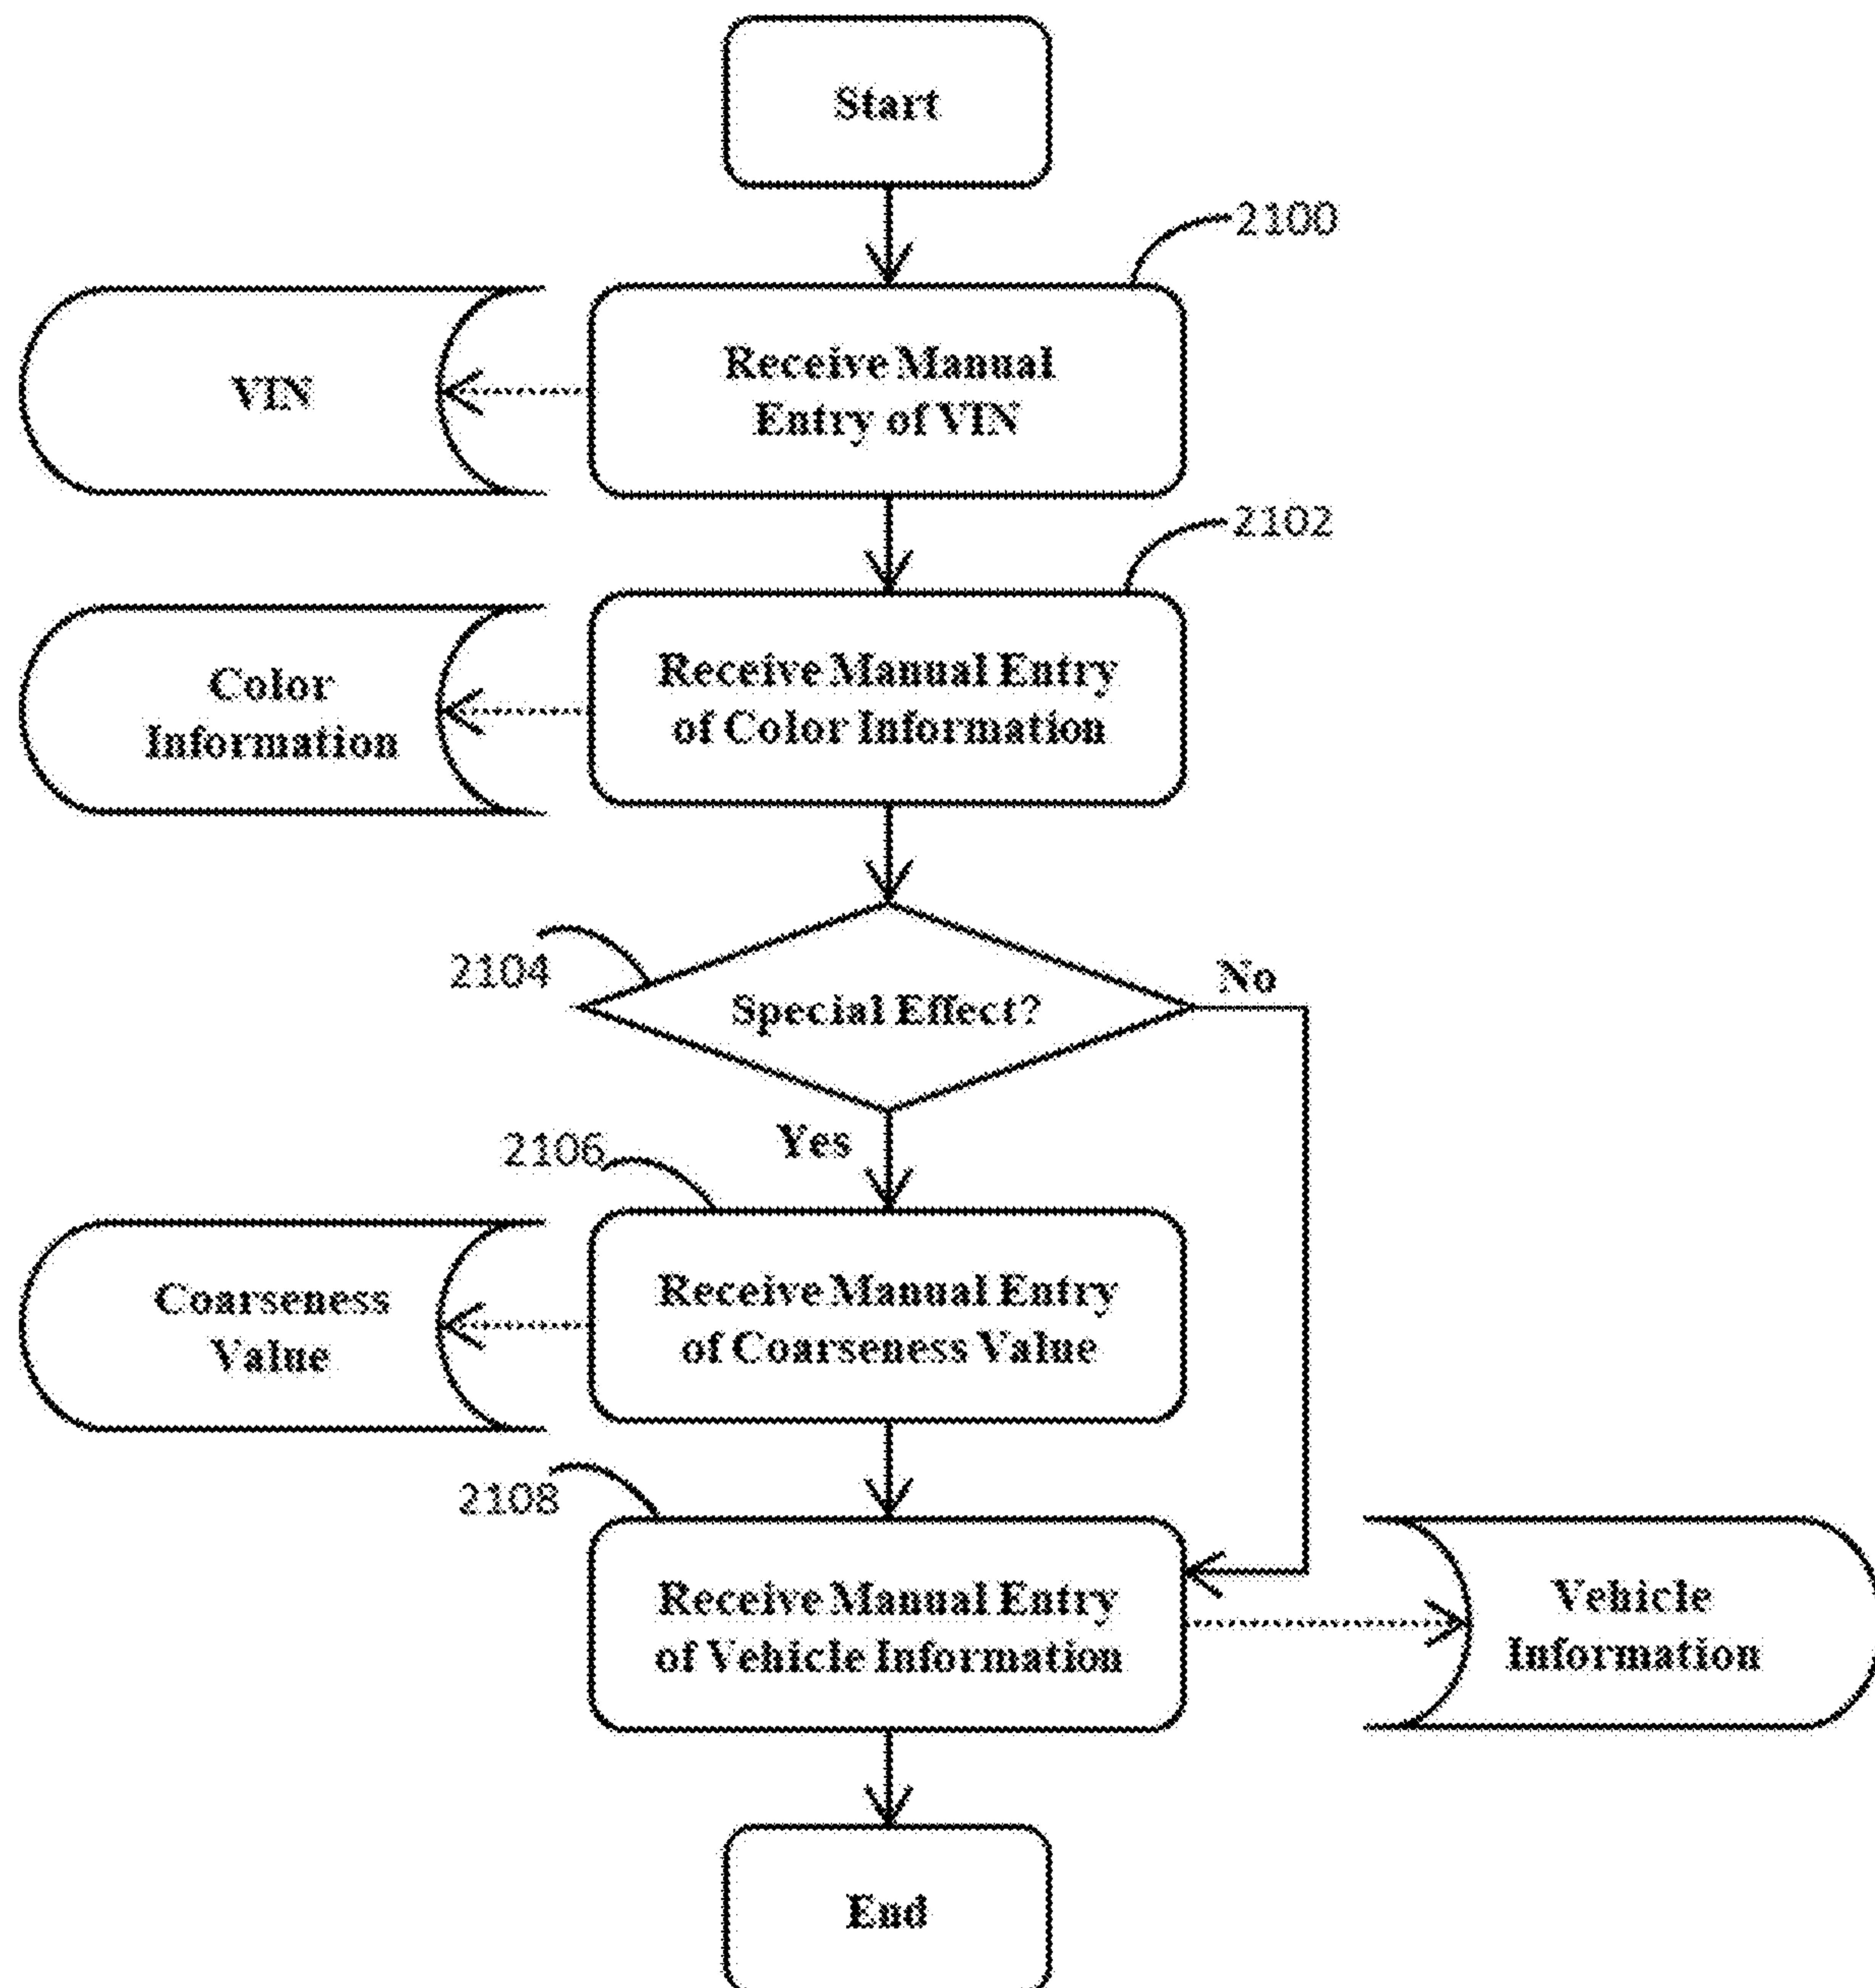 Start
2100
VIN
Receive Manual
Entry of VIN
2102
Color
Information
Receive Manual Entry
of Color Information
2104
Special Effect?
No
Yes
2106
Coarseness
Value
Receive Manual Entry
of Coarseness Value
2108
Receive Manual Entry
of Vehicle Information
Vehicle
Information
End